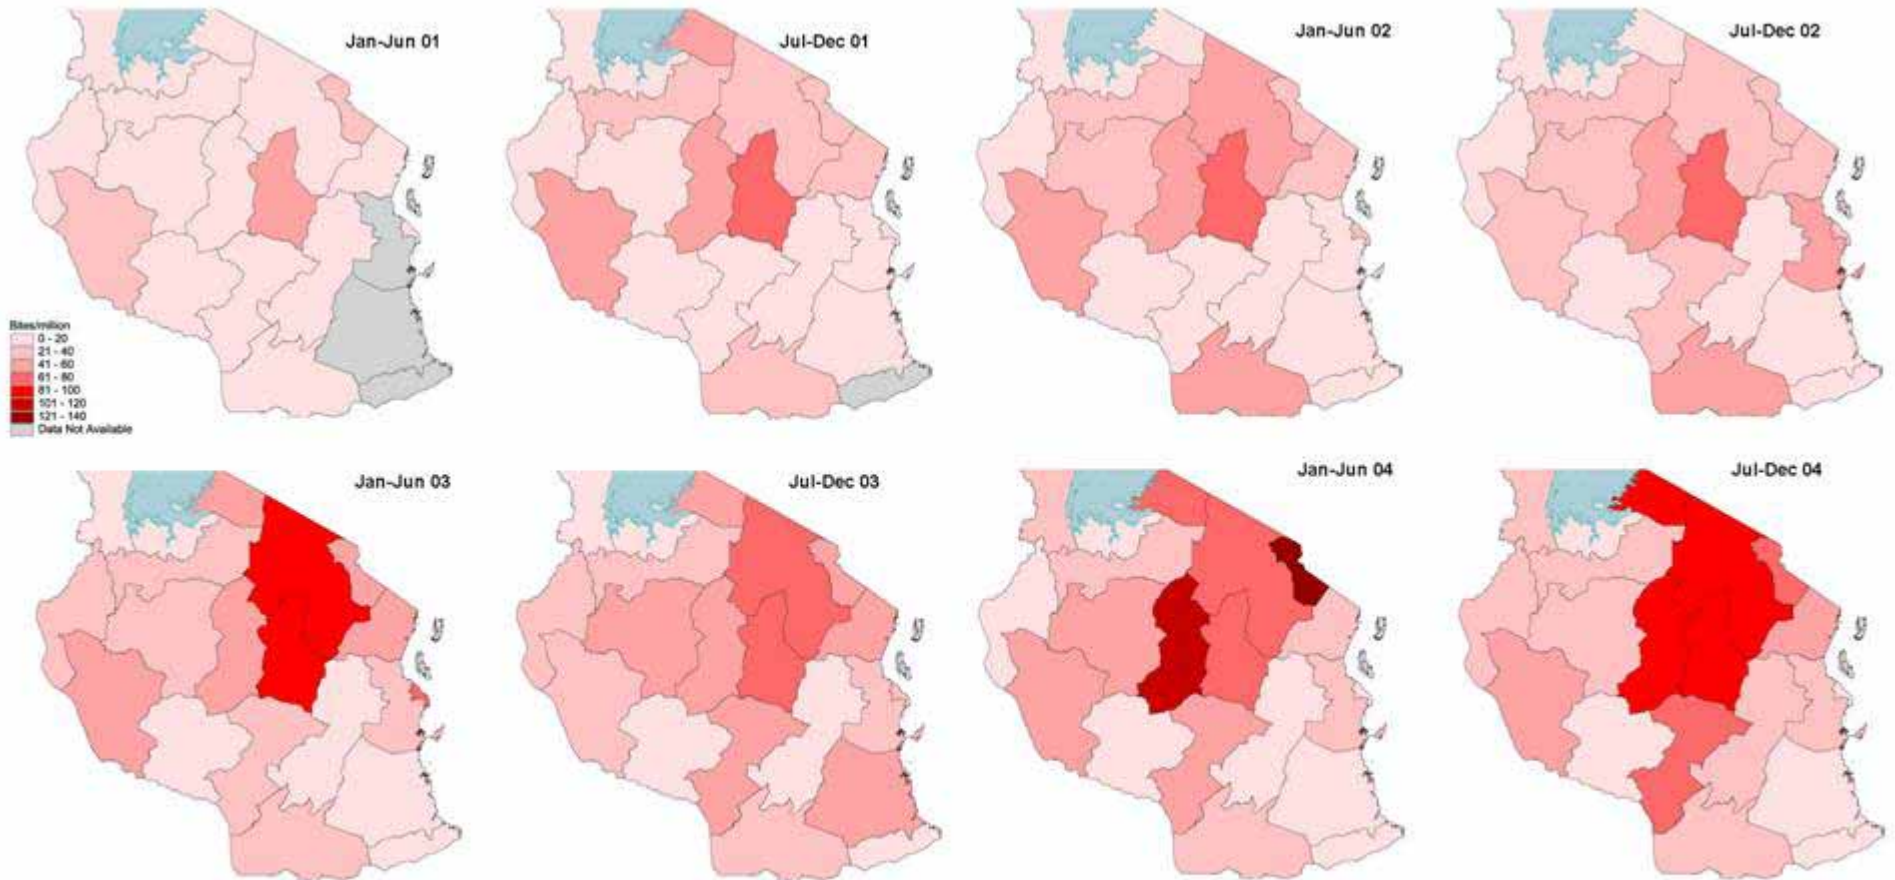 Jan-Jun 01
Jul-Dec 01
Jan-Jun 02
Jul-Dec 02
Bites/million
0 - 20
21 - 40
41 - 60
61 - 80
81 - 100
101 - 120
121 - 140
Data Not Available
Jan-Jun 03
Jul-Dec 03
Jan-Jun 04
Jul-Dec 04